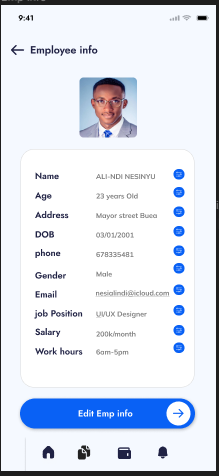 9:41
Employee info
Name ALI-NDI NESINYU
Age 23 years Old
Address Mayor street Buea
DOB 03/01/2001
phone 678335481
Gender Male
Email nesialindi@icloud.com
job Position UI/UX Designer
Salary 200k/month
Work hours 6am-5pm
Edit Emp info